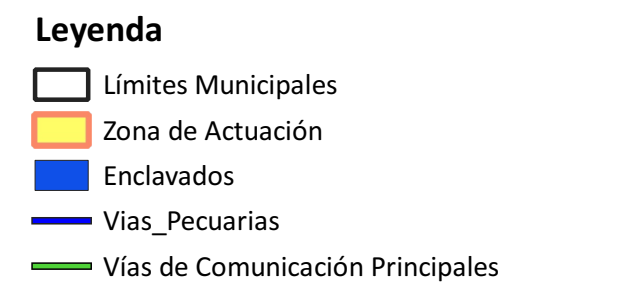 Leyenda
Límites Municipales
Zona de Actuación
Enclavados
Vias_Pecuarias
Vías de Comunicación Principales